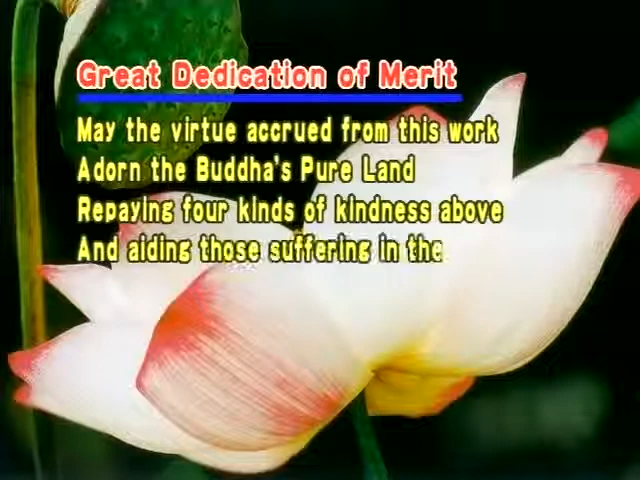 Great Dedication of Merit
May the virtue accrued from this work
Adorn the Buddha's Pure Land
Repaying four kinds of kindness above
And aiding those suffering in the